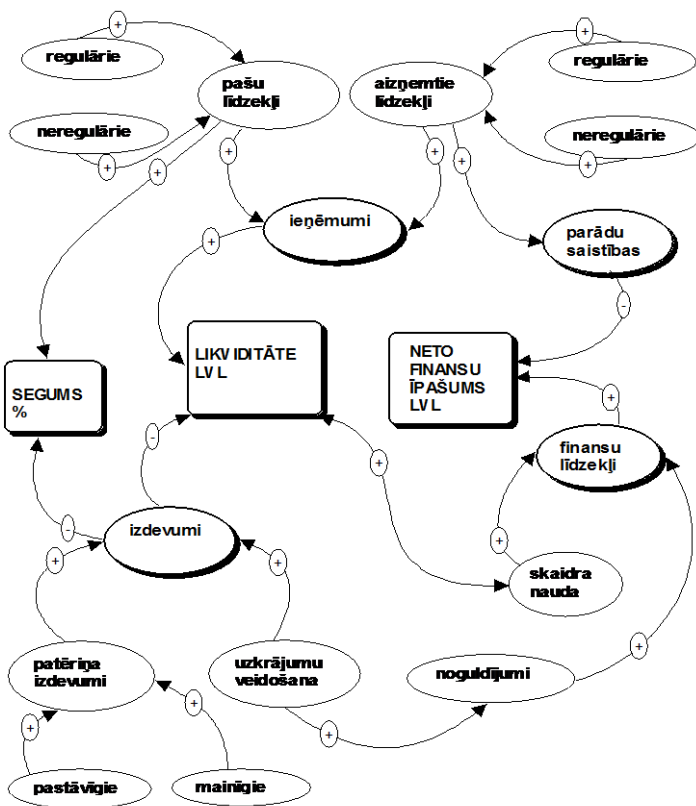 regulārie
+
pašu
līdzekļi
neregulārie
+
+
aizņemtie
līdzekļi
+
regulārie
neregulārie
+
+
+
+
ieņēmumi
+
parādu
saistības
-
LIKVIDITĀTE
LVL
NETO
FINANSU
ĪPAŠUMS
LVL
SEGUMS
%
+
-
+
finansu
līdzekļi
-
izdevumi
+
skaidra
nauda
+
+
patēriņa
izdevumi
uzkrājumu
veidošana
noguldījumi
+
+
+
+
pastāvīgie
mainīgie